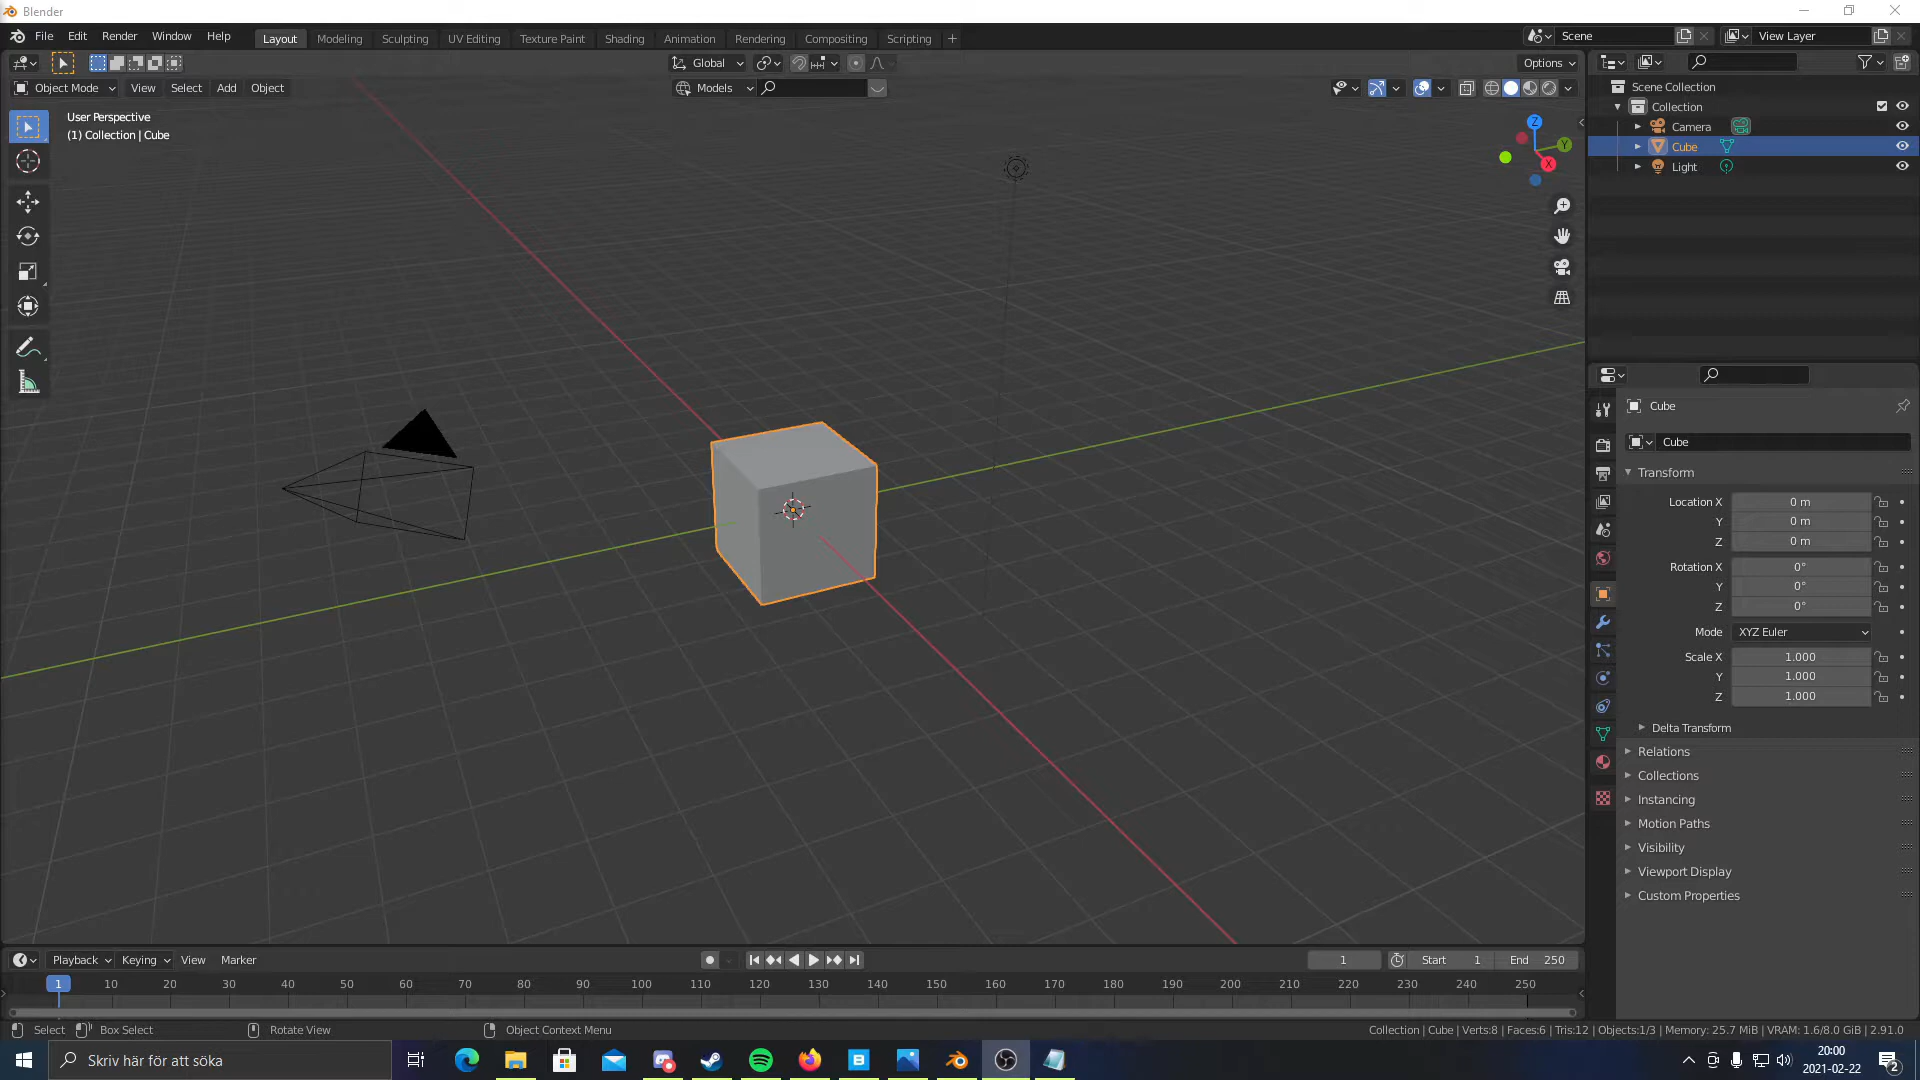 Blender
File Edit Render Window Help
Layout Modeling Sculpting UV Editing Texture Paint Shading Animation Rendering Compositing Scripting +
Scene
View Layer
Global
Options
Object Mode View Select Add Object
Models
User Perspective
(1) Collection | Cube
Z
Y
X
Scene Collection
Collection
Camera
Cube
Light
Cube
Cube
Transform
Location X 0 m
Y 0 m
Z 0 m
Rotation X 0°
Y 0°
Z 0°
Mode XYZ Euler
Scale X 1.000
Y 1.000
Z 1.000
Delta Transform
Relations
Collections
Instancing
Motion Paths
Visibility
Viewport Display
Custom Properties
Playback Keying View Marker
1 Start 1 End 250
1 10 20 30 40 50 60 70 80 90 100 110 120 130 140 150 160 170 180 190 200 210 220 230 240 250
Select Box Select Rotate View Object Context Menu
Collection | Cube | Verts:8 | Faces:6 | Tris:12 | Objects:1/3 | Memory: 25.7 MiB | VRAM: 1.6/8.0 GiB | 2.91.0
Skriv här för att söka
20:00
2021-02-22
2